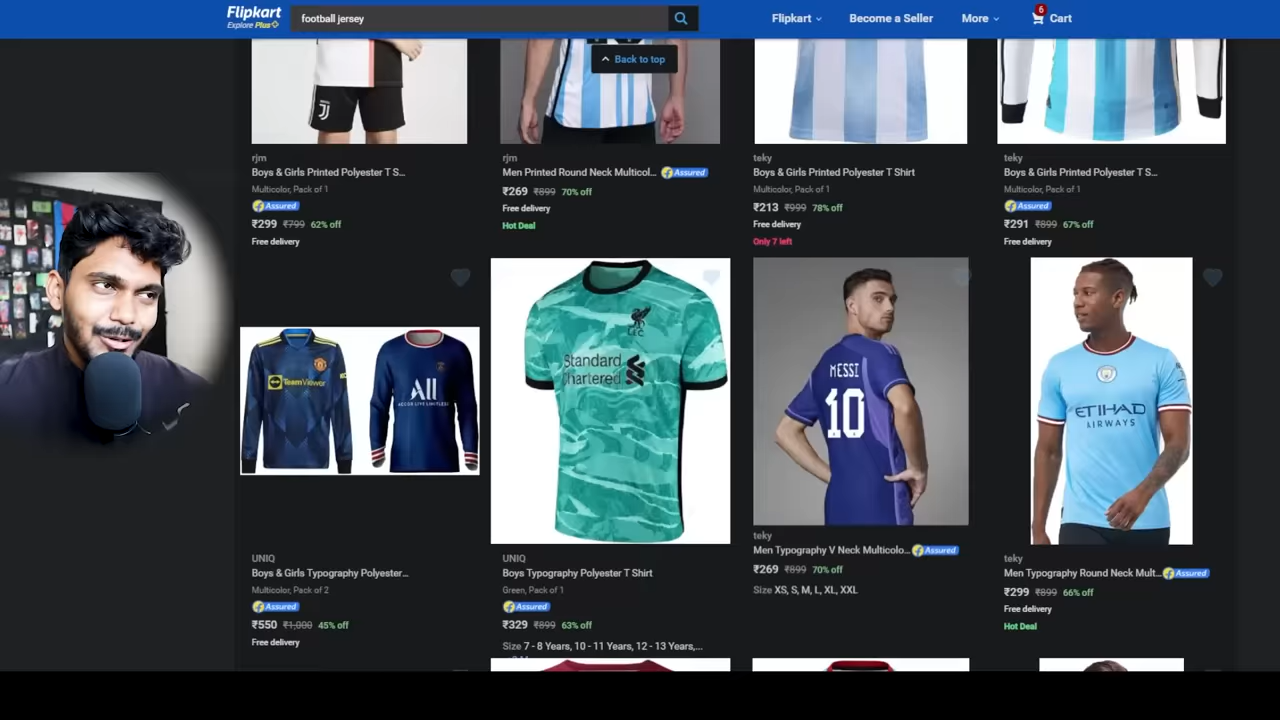 Flipkart
Explore Plus
football jersey
Flipkart
Become a Seller
More
6
Cart
Back to top
rjm
Boys & Girls Printed Polyester T S...
Multicolor, Pack of 1
Assured
₹299 ₹799 62% off
Free delivery
rjm
Men Printed Round Neck Multicol... Assured
₹269 ₹899 70% off
Free delivery
Hot Deal
teky
Boys & Girls Printed Polyester T Shirt
Multicolor, Pack of 1
₹213 ₹999 78% off
Free delivery
Only 7 left
teky
Boys & Girls Printed Polyester T S...
Multicolor, Pack of 1
Assured
₹291 ₹899 67% off
Free delivery
TeamViewer
All
ACCOR LIVE LIMITLESS
L.F.C.
Standard
Chartered
MESSI
10
ETIHAD
AIRWAYS
UNIQ
Boys & Girls Typography Polyester...
Multicolor, Pack of 2
Assured
₹550 ₹1,000 45% off
Free delivery
UNIQ
Boys Typography Polyester T Shirt
Green, Pack of 1
Assured
₹329 ₹899 63% off
Size 7 - 8 Years, 10 - 11 Years, 12 - 13 Years,...
teky
Men Typography V Neck Multicolo... Assured
₹269 ₹899 70% off
Size XS, S, M, L, XL, XXL
teky
Men Typography Round Neck Mult... Assured
₹299 ₹899 66% off
Free delivery
Hot Deal